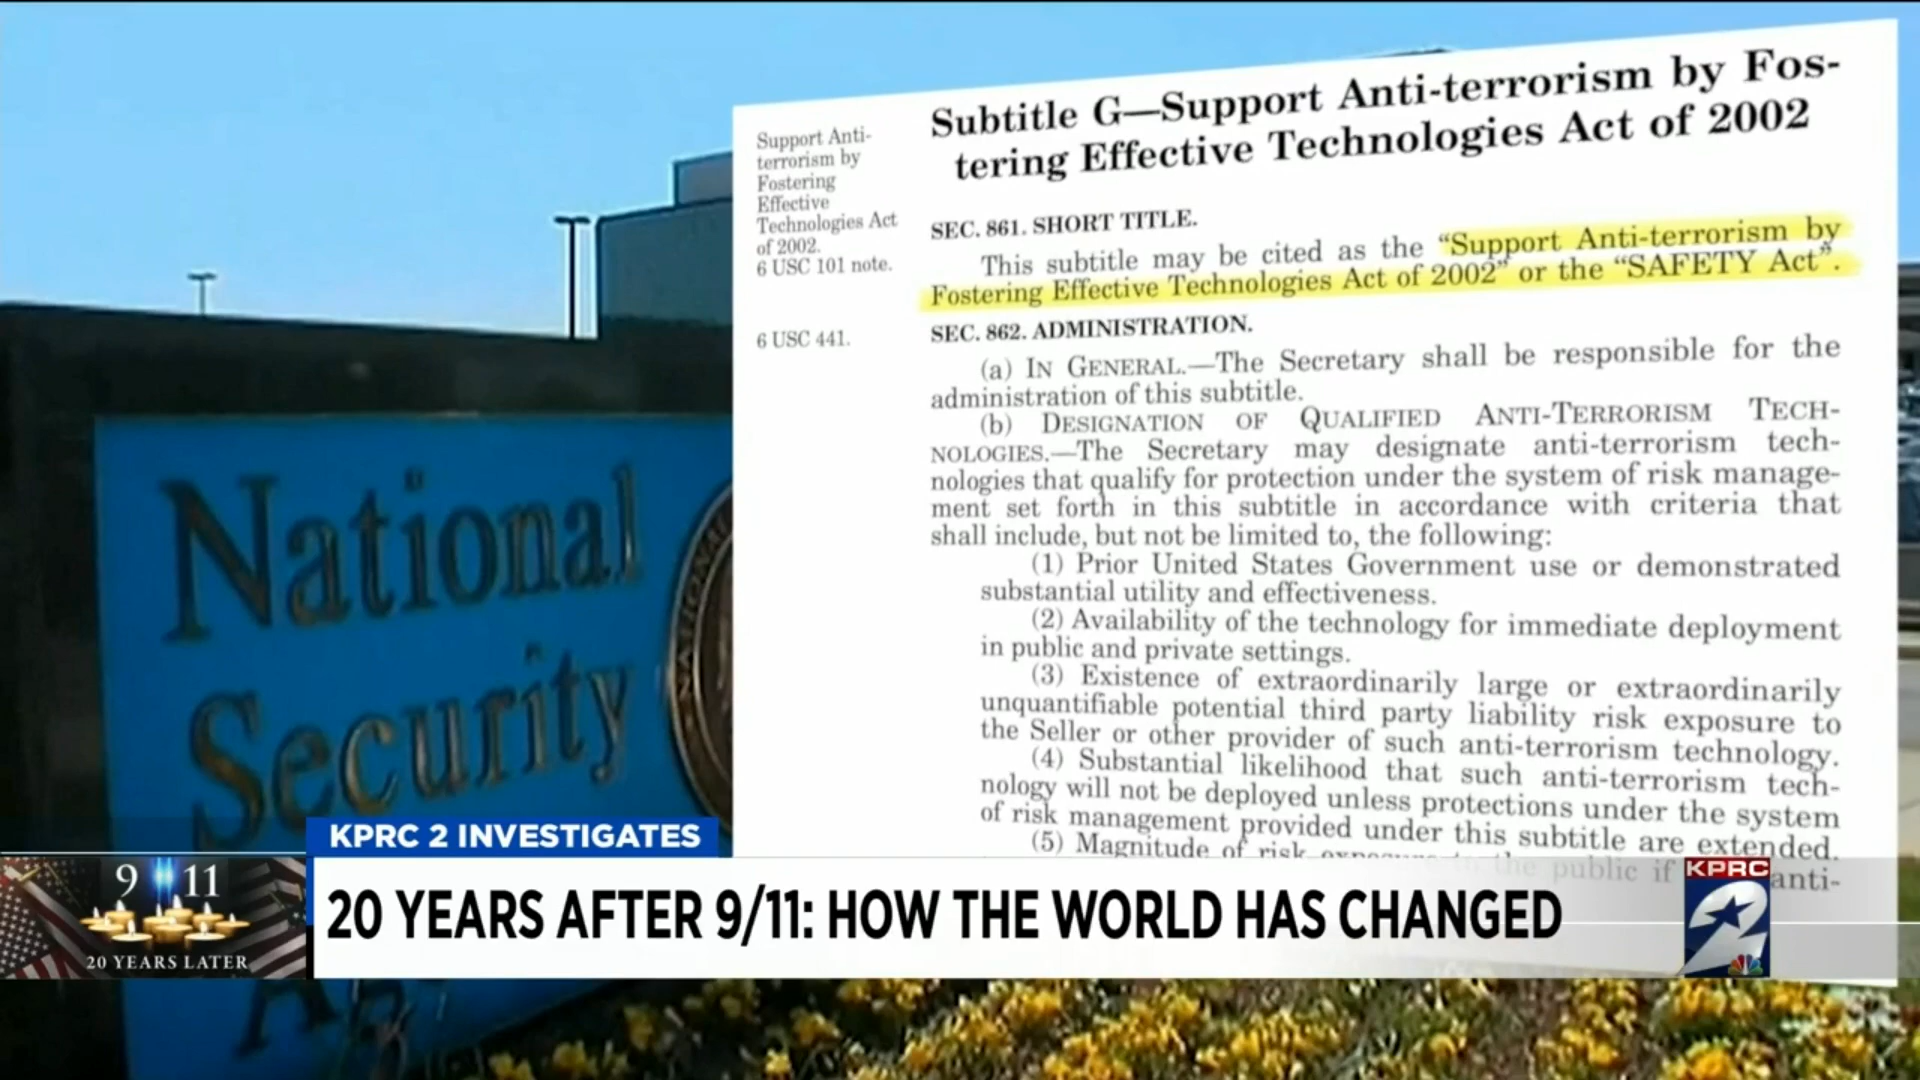 Subtitle G—Support Anti-terrorism by Fos-
tering Effective Technologies Act of 2002
Support Anti-
terrorism by
Fostering
Effective
Technologies Act
of 2002.
6 USC 101 note.
SEC. 861. SHORT TITLE.
This subtitle may be cited as the “Support Anti-terrorism by
Fostering Effective Technologies Act of 2002” or the “SAFETY Act”.
6 USC 441.
SEC. 862. ADMINISTRATION.
(a) IN GENERAL.—The Secretary shall be responsible for the
administration of this subtitle.
(b) DESIGNATION OF QUALIFIED ANTI-TERRORISM TECH-
NOLOGIES.—The Secretary may designate anti-terrorism tech-
nologies that qualify for protection under the system of risk manage-
ment set forth in this subtitle in accordance with criteria that
shall include, but not be limited to, the following:
(1) Prior United States Government use or demonstrated
substantial utility and effectiveness.
(2) Availability of the technology for immediate deployment
in public and private settings.
(3) Existence of extraordinarily large or extraordinarily
unquantifiable potential third party liability risk exposure to
the Seller or other provider of such anti-terrorism technology.
(4) Substantial likelihood that such anti-terrorism tech-
nology will not be deployed unless protections under the system
of risk management provided under this subtitle are extended.
(5) Magnitude of risk
the public if anti-
National
Security
NATIONAL
KPRC 2 INVESTIGATES
20 YEARS AFTER 9/11: HOW THE WORLD HAS CHANGED
9 11
20 YEARS LATER
KPRC
2